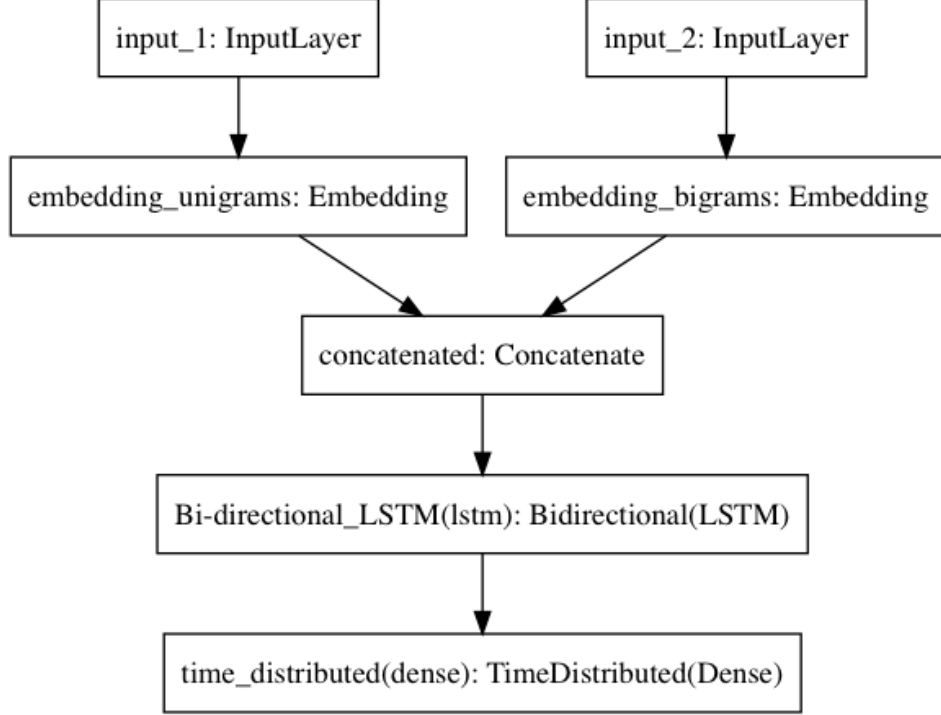 input_1: InputLayer
input_2: InputLayer
embedding_unigrams: Embedding
embedding_bigrams: Embedding
concatenated: Concatenate
Bi-directional_LSTM(lstm): Bidirectional(LSTM)
time_distributed(dense): TimeDistributed(Dense)